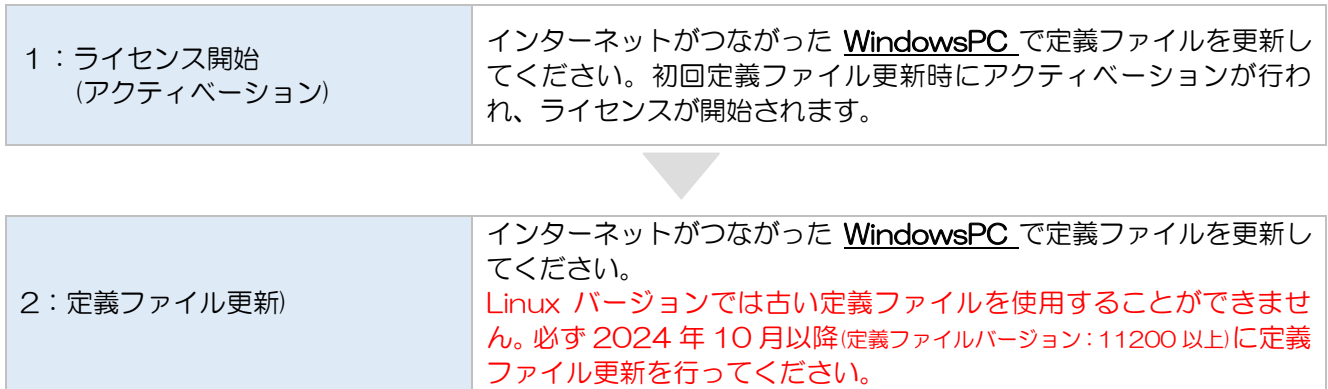 1：ライセンス開始
(アクティベーション)
インターネットがつながった WindowsPC で定義ファイルを更新し
てください。初回定義ファイル更新時にアクティベーションが行わ
れ、ライセンスが開始されます。
2：定義ファイル更新)
インターネットがつながった WindowsPC で定義ファイルを更新し
てください。
Linux バージョンでは古い定義ファイルを使用することができませ
ん。必ず 2024 年 10 月以降(定義ファイルバージョン：11200 以上)に定義
ファイル更新を行ってください。